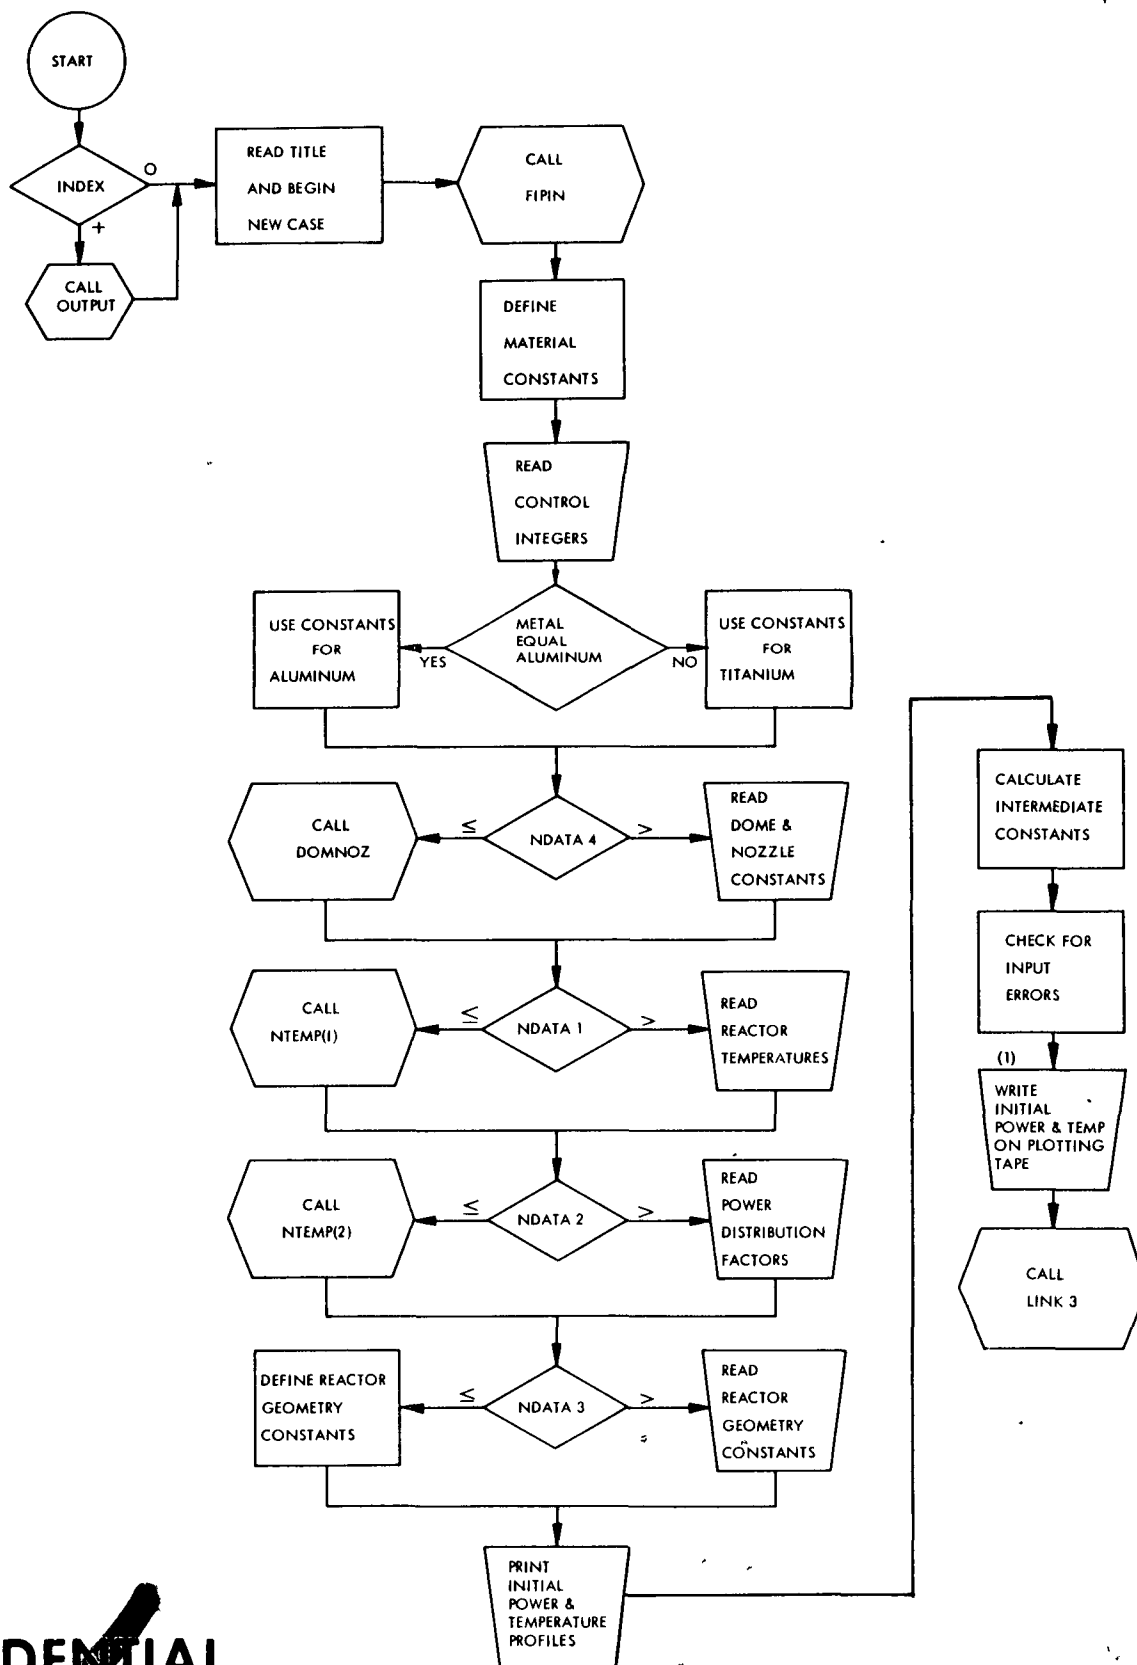 START
INDEX
O
+
CALL
OUTPUT
READ TITLE
AND BEGIN
NEW CASE
CALL
FIPIN
DEFINE
MATERIAL
CONSTANTS
READ
CONTROL
INTEGERS
METAL
EQUAL
ALUMINUM
YES
NO
USE CONSTANTS
FOR
ALUMINUM
USE CONSTANTS
FOR
TITANIUM
NDATA 4
≤
>
CALL
DOMNOZ
READ
DOME &
NOZZLE
CONSTANTS
NDATA 1
≤
>
CALL
NTEMP(1)
READ
REACTOR
TEMPERATURES
NDATA 2
≤
>
CALL
NTEMP(2)
READ
POWER
DISTRIBUTION
FACTORS
NDATA 3
≤
>
DEFINE REACTOR
GEOMETRY
CONSTANTS
READ
REACTOR
GEOMETRY
CONSTANTS
PRINT
INITIAL
POWER &
TEMPERATURE
PROFILES
CALCULATE
INTERMEDIATE
CONSTANTS
CHECK FOR
INPUT
ERRORS
(1)
WRITE
INITIAL
POWER & TEMP
ON PLOTTING
TAPE
CALL
LINK 3
DENTIAL